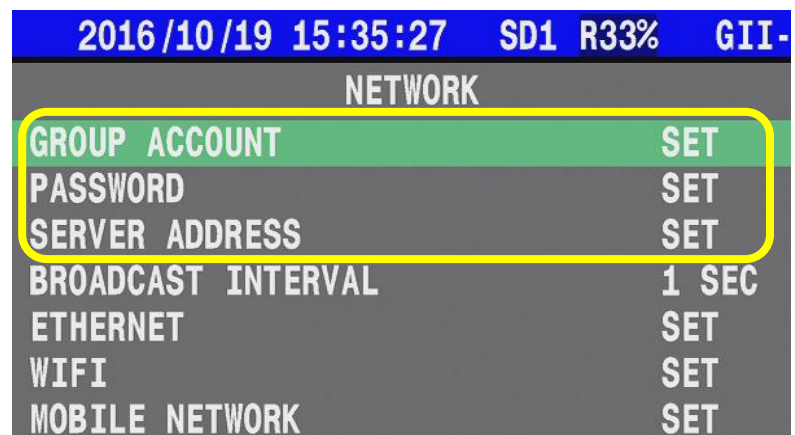 2016/10/19 15:35:27 SD1 R33% GII-
NETWORK
GROUP ACCOUNT SET
PASSWORD SET
SERVER ADDRESS SET
BROADCAST INTERVAL 1 SEC
ETHERNET SET
WIFI SET
MOBILE NETWORK SET